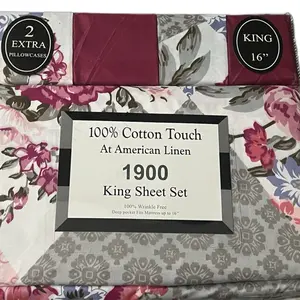 2
EXTRA
PILLOWCASES
KING
16"
100% Cotton Touch
At American Linen
1900
King Sheet Set
100% Wrinkle Free
Deep pocket Fits Mattress up to 16"